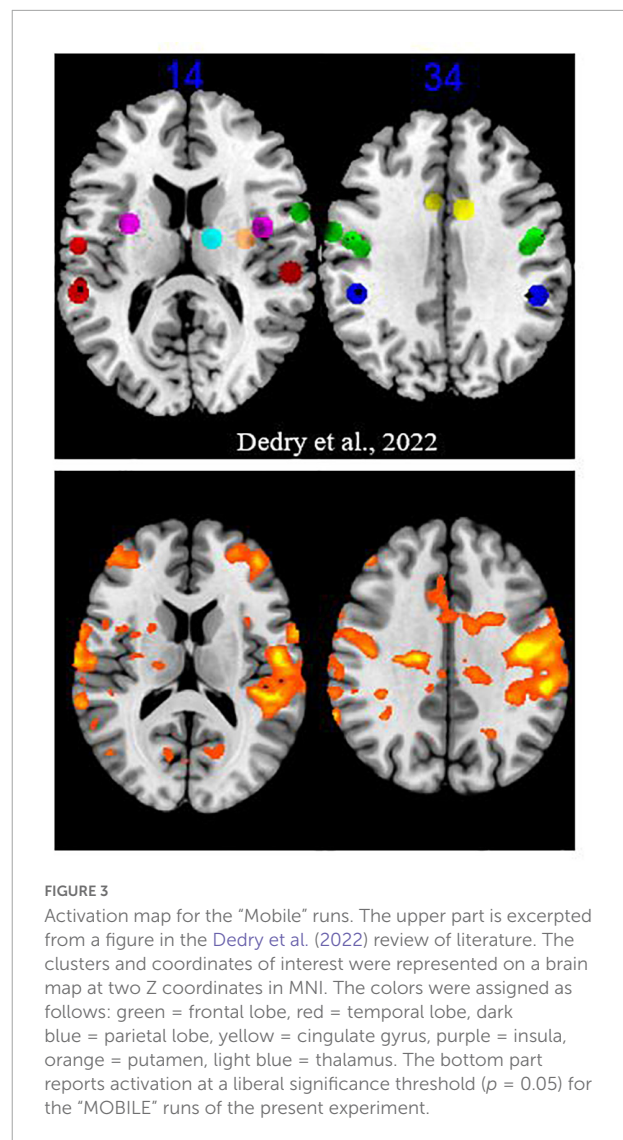 14 34
Dedry et al., 2022
FIGURE 3
Activation map for the "Mobile" runs. The upper part is excerpted
from a figure in the Dedry et al. (2022) review of literature. The
clusters and coordinates of interest were represented on a brain
map at two Z coordinates in MNI. The colors were assigned as
follows: green = frontal lobe, red = temporal lobe, dark
blue = parietal lobe, yellow = cingulate gyrus, purple = insula,
orange = putamen, light blue = thalamus. The bottom part
reports activation at a liberal significance threshold (p = 0.05) for
the "MOBILE" runs of the present experiment.